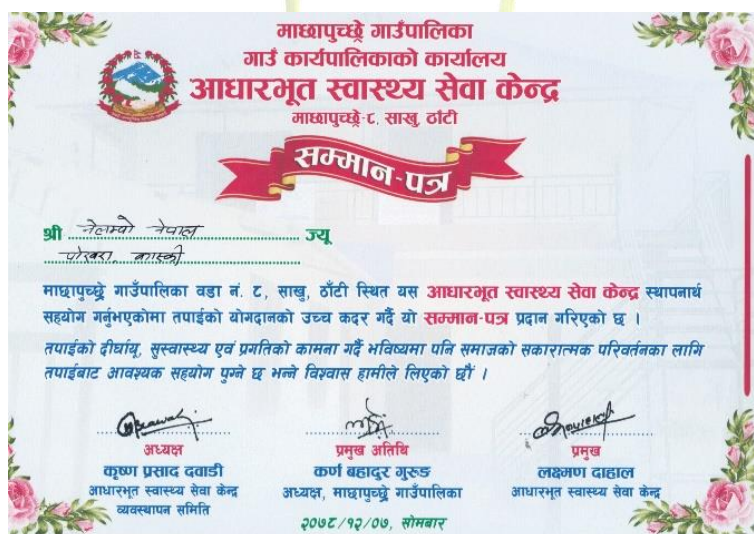 माछापुच्छ्रे गाउँपालिका
गाउँ कार्यपालिकाको कार्यालय
आधारभूत स्वास्थ्य सेवा केन्द्र
माछापुच्छ्रे-८, साखु, ठाँटी
सम्मान-पत्र
श्री नेलाम्यो नेपाल ज्यू
पोखरा, कास्की
माछापुच्छ्रे गाउँपालिका वडा नं. ८, साखु, ठाँटी स्थित यस आधारभूत स्वास्थ्य सेवा केन्द्र स्थापनार्थ
सहयोग गर्नुभएकोमा तपाईको योगदानको उच्च कदर गर्दै यो सम्मान-पत्र प्रदान गरिएको छ ।
तपाईको दीर्घायू, सुस्वास्थ्य एवं प्रगतिको कामना गर्दै भविष्यमा पनि समाजको सकारात्मक परिवर्तनका लागि
तपाईबाट आवश्यक सहयोग पुग्ने छ भन्ने विश्वास हामीले लिएको छौं ।
अध्यक्ष प्रमुख अतिथि प्रमुख
कृष्ण प्रसाद दवाडी कर्ण बहादुर गुरुङ लक्ष्मण दाहाल
आधारभूत स्वास्थ्य सेवा केन्द्र अध्यक्ष, माछापुच्छ्रे गाउँपालिका आधारभूत स्वास्थ्य सेवा केन्द्र
व्यवस्थापन समिति
२०७८/१२/०७, सोमबार